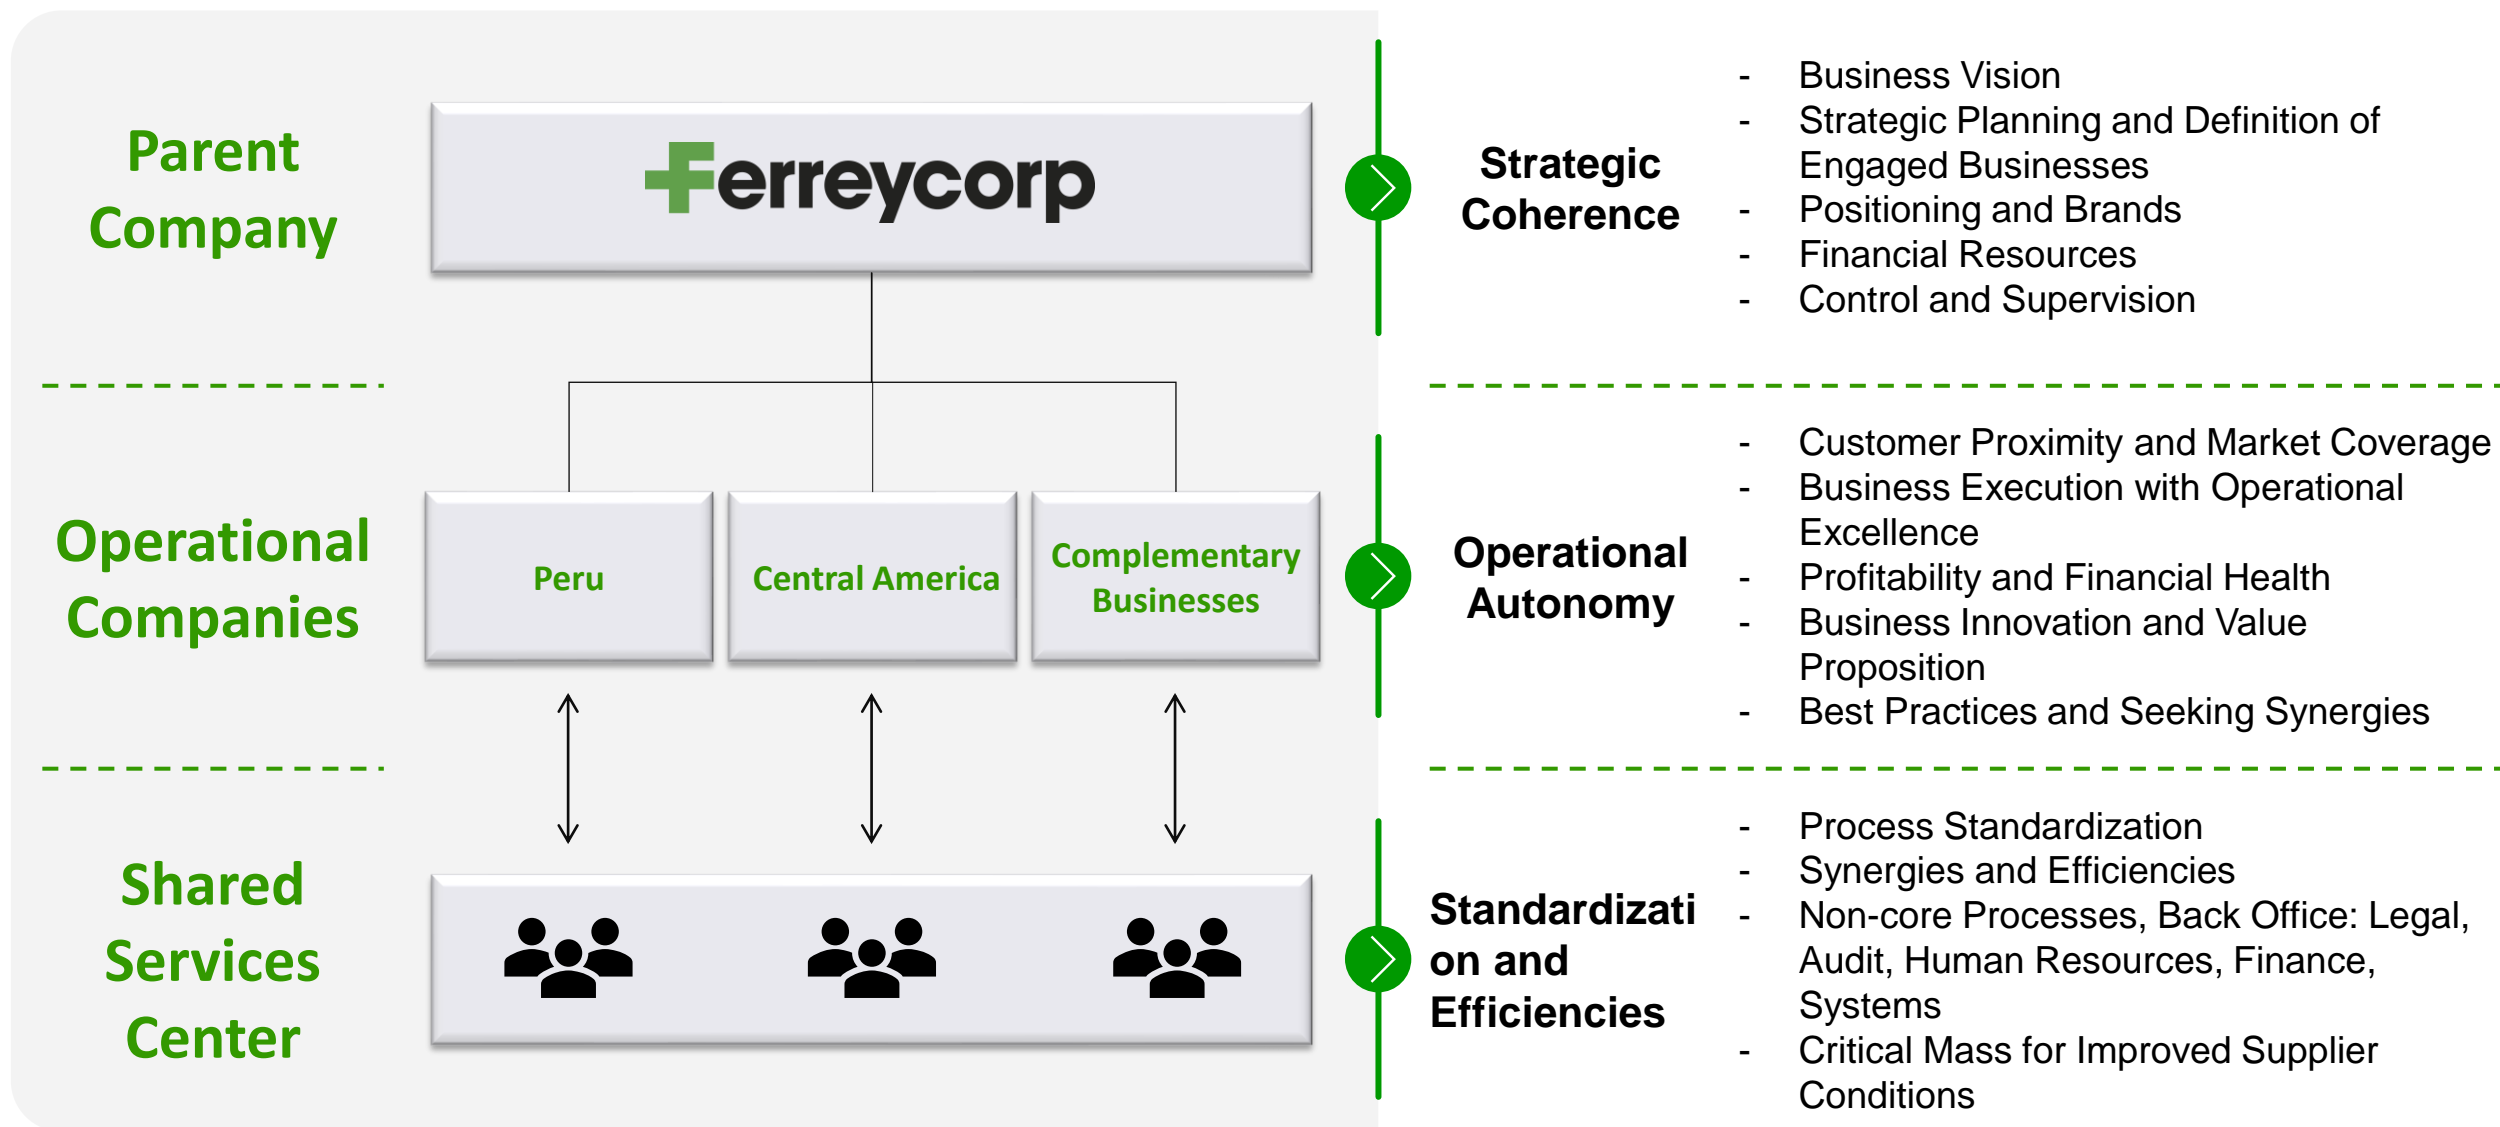 Parent
Company
Ferreycorp
Strategic
Coherence
- Business Vision
- Strategic Planning and Definition of
Engaged Businesses
- Positioning and Brands
- Financial Resources
- Control and Supervision
Operational
Companies
Peru
Central America
Complementary
Businesses
Operational
Autonomy
- Customer Proximity and Market Coverage
- Business Execution with Operational
Excellence
- Profitability and Financial Health
- Business Innovation and Value
Proposition
- Best Practices and Seeking Synergies
Shared
Services
Center
Standardizati
on and
Efficiencies
- Process Standardization
- Synergies and Efficiencies
- Non-core Processes, Back Office: Legal,
Audit, Human Resources, Finance,
Systems
- Critical Mass for Improved Supplier
Conditions